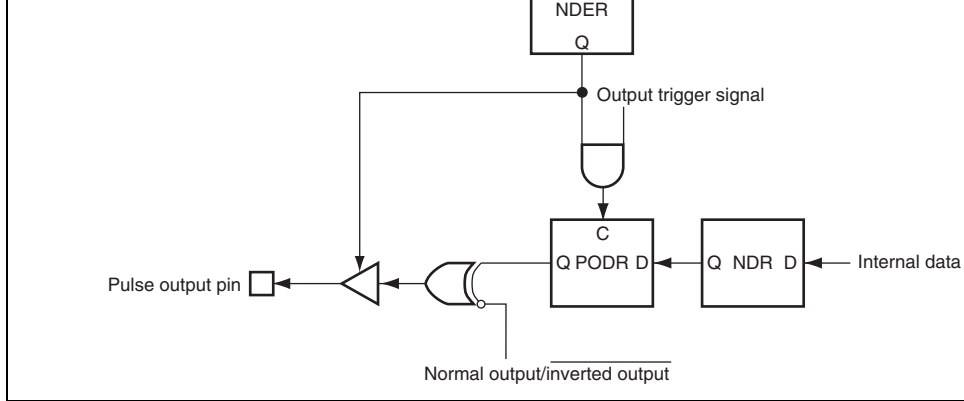 NDER
Q
Output trigger signal
C
Q PODR D
Q NDR D
Internal data
Pulse output pin
Normal output/inverted output